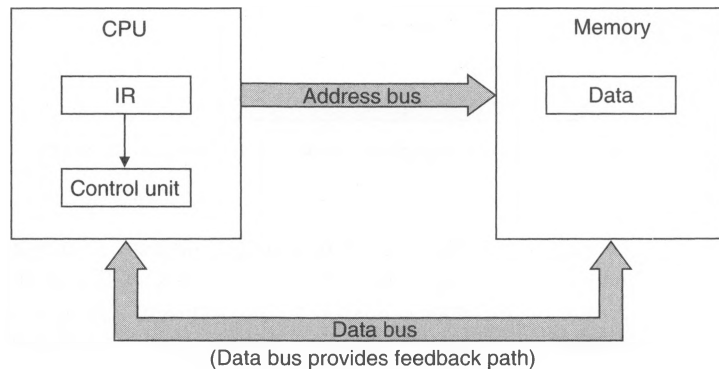 CPU
Memory
IR
Address bus
Data
Control unit
Data bus
(Data bus provides feedback path)